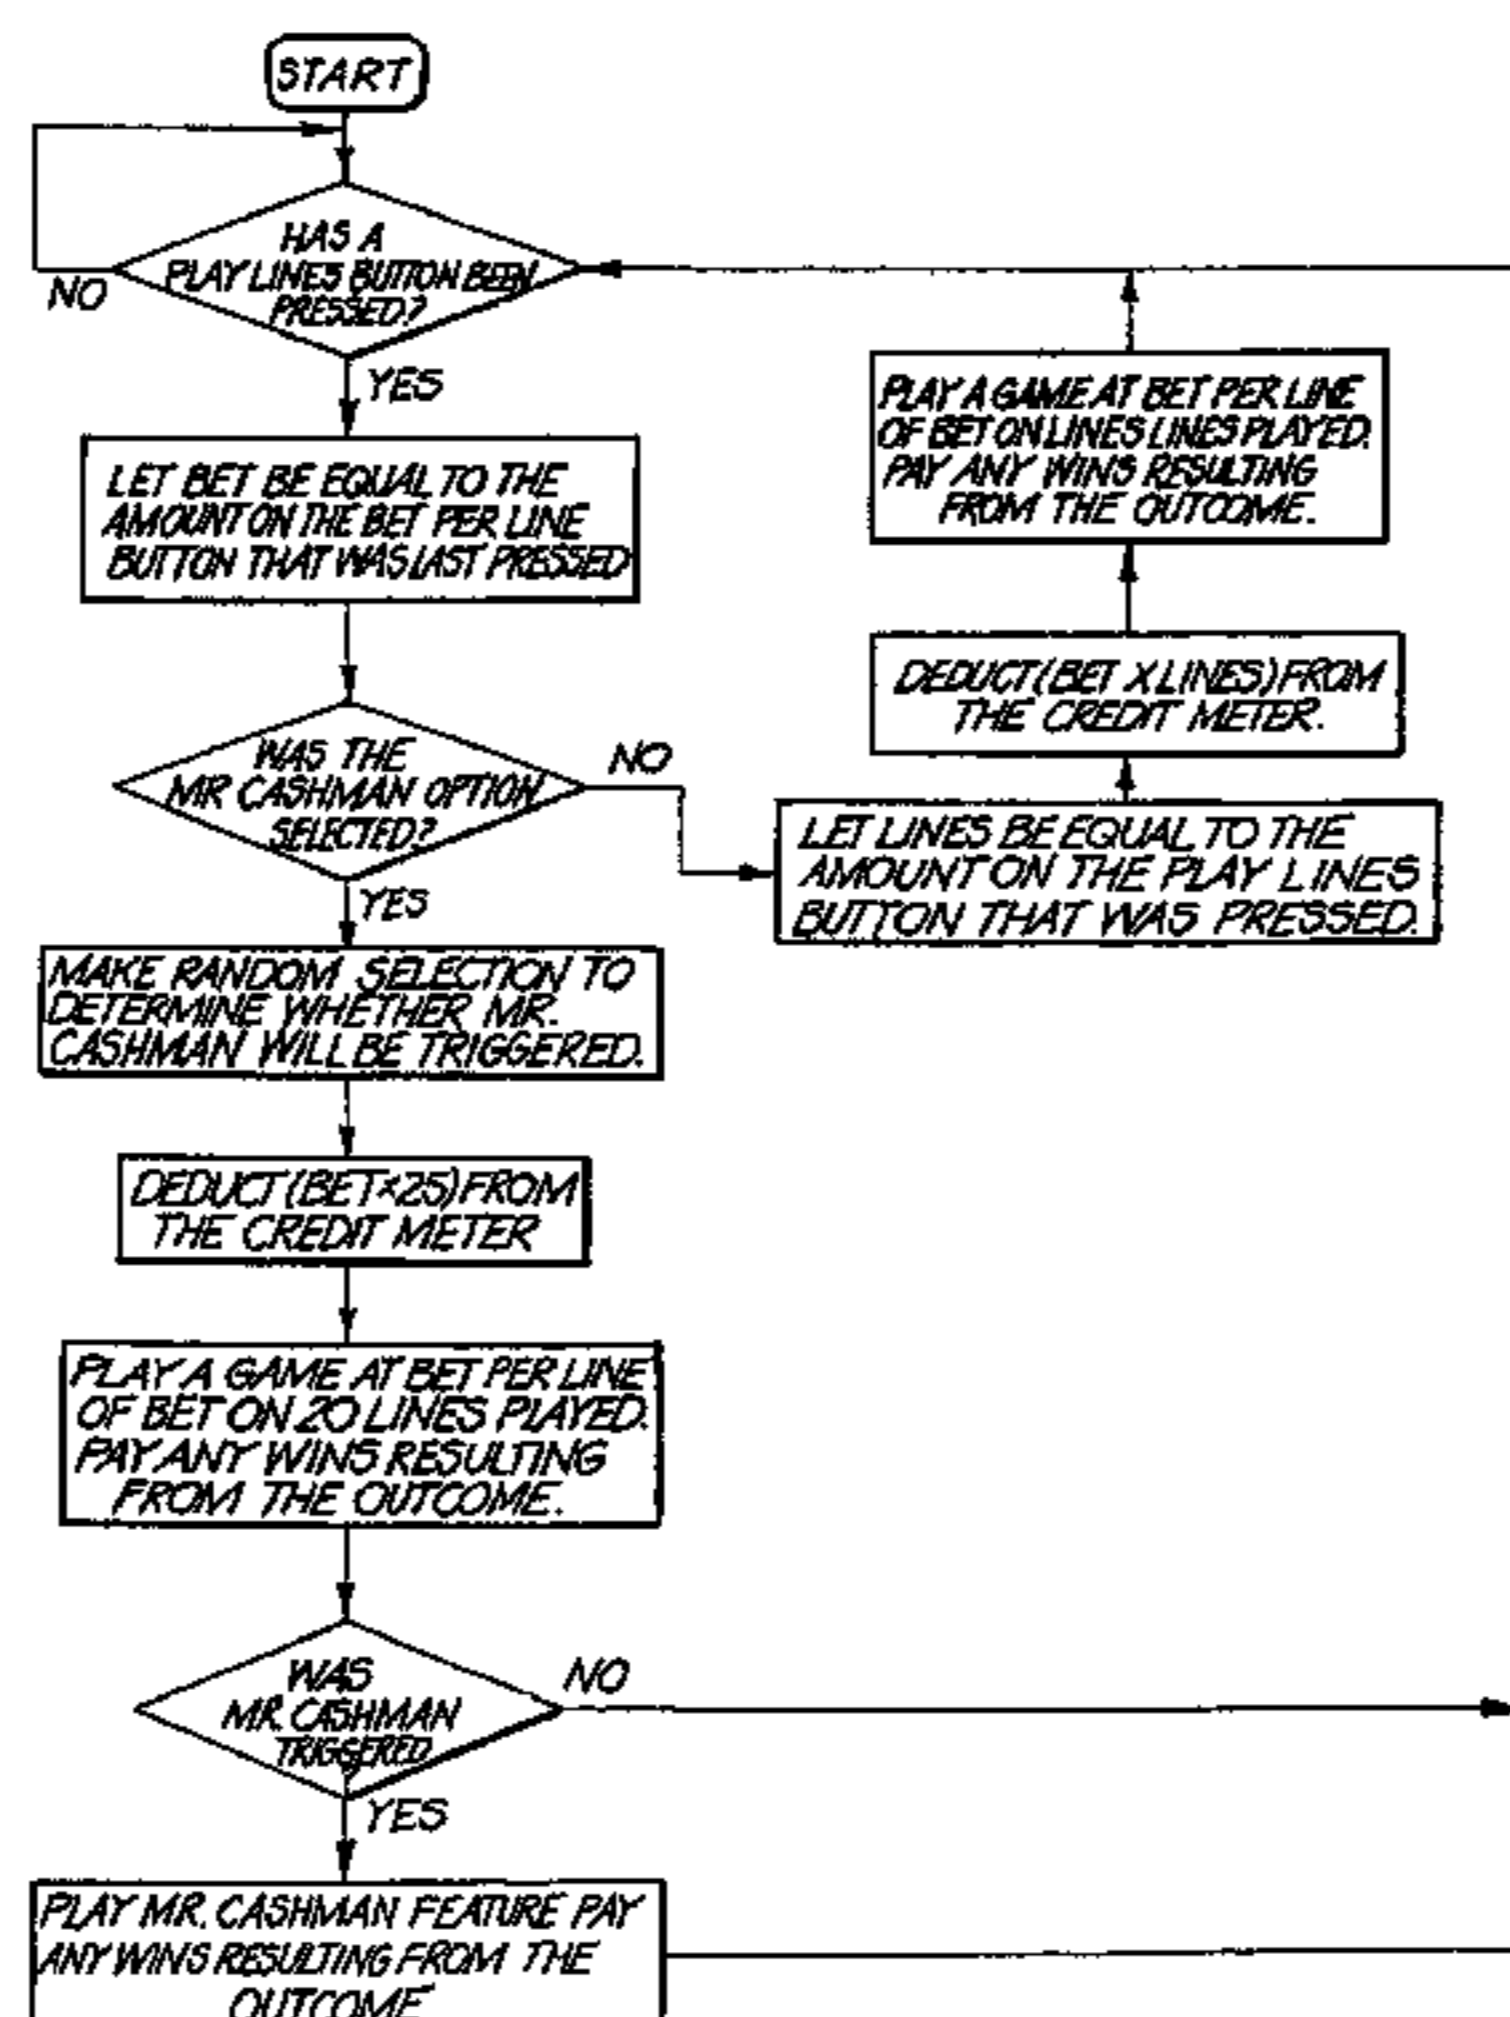 START
HAS A
PLAY LINES BUTTON BEEN
PRESSED?
NO
YES
LET BET BE EQUAL TO THE
AMOUNT ON THE BET PER LINE
BUTTON THAT WAS LAST PRESSED
WAS THE
MR CASHMAN OPTION
SELECTED?
NO
YES
LET LINES BE EQUAL TO THE
AMOUNT ON THE PLAY LINES
BUTTON THAT WAS PRESSED.
DEDUCT (BET X LINES) FROM
THE CREDIT METER.
PLAY A GAME AT BET PER LINE
OF BET ON LINES LINES PLAYED.
PAY ANY WINS RESULTING
FROM THE OUTCOME.
MAKE RANDOM SELECTION TO
DETERMINE WHETHER MR.
CASHMAN WILL BE TRIGGERED.
DEDUCT (BET×25) FROM
THE CREDIT METER
PLAY A GAME AT BET PER LINE
OF BET ON 20 LINES PLAYED.
PAY ANY WINS RESULTING
FROM THE OUTCOME.
WAS
MR. CASHMAN
TRIGGERED
?
NO
YES
PLAY MR. CASHMAN FEATURE PAY
ANY WINS RESULTING FROM THE
OUTCOME